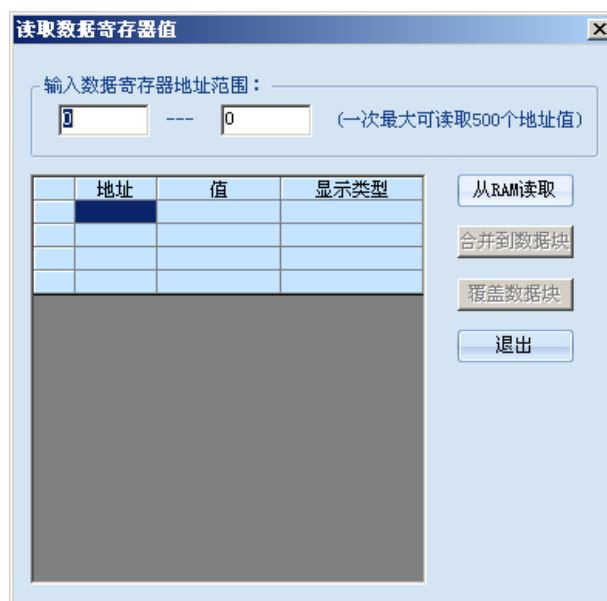 读取数据寄存器值
输入数据寄存器地址范围：
0 --- 0 (一次最大可读取500个地址值)
地址 值 显示类型
从RAM读取
合并到数据块
覆盖数据块
退出